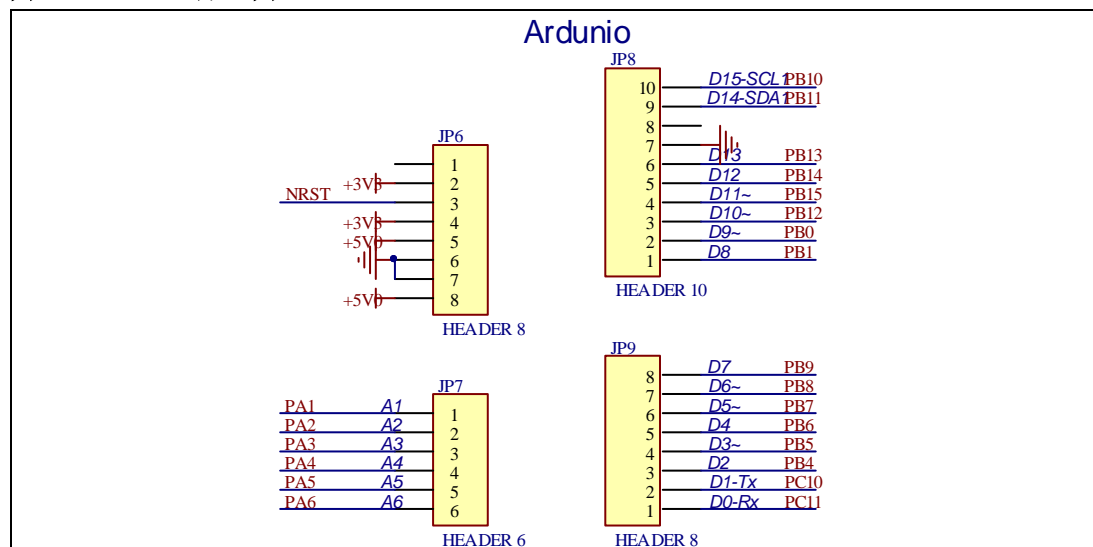 Ardunio
JP8
10 D15-SCL1 PB10
9 D14-SDA1 PB11
8
7
6 D13 PB13
5 D12 PB14
4 D11~ PB15
3 D10~ PB12
2 D9~ PB0
1 D8 PB1
HEADER 10
JP6
1
+3V3 2
NRST 3
+3V3 4
+5V0 5
6
7
+5V0 8
HEADER 8
JP9
8 D7 PB9
7 D6~ PB8
6 D5~ PB7
5 D4 PB6
4 D3~ PB5
3 D2 PB4
2 D1-Tx PC10
1 D0-Rx PC11
HEADER 8
JP7
PA1 A1 1
PA2 A2 2
PA3 A3 3
PA4 A4 4
PA5 A5 5
PA6 A6 6
HEADER 6